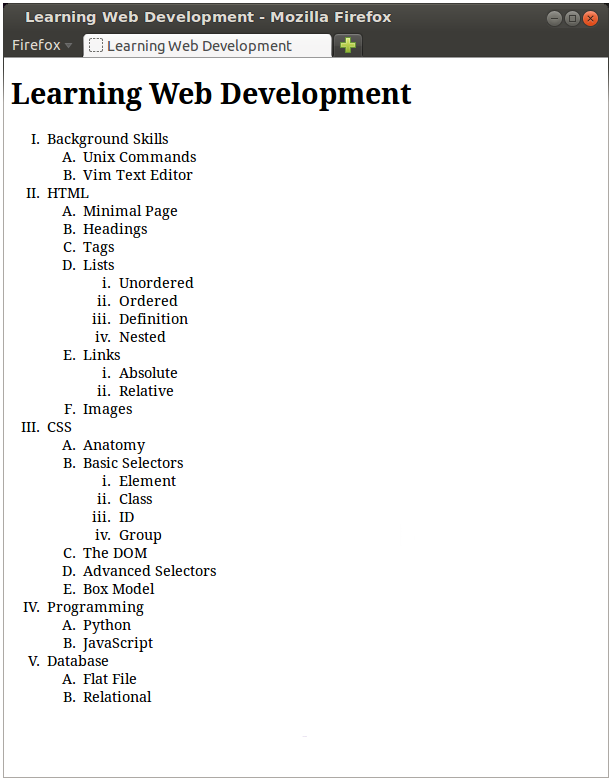 Learning Web Development - Mozilla Firefox
Firefox Learning Web Development
Learning Web Development
I. Background Skills
A. Unix Commands
B. Vim Text Editor
II. HTML
A. Minimal Page
B. Headings
C. Tags
D. Lists
i. Unordered
ii. Ordered
iii. Definition
iv. Nested
E. Links
i. Absolute
ii. Relative
F. Images
III. CSS
A. Anatomy
B. Basic Selectors
i. Element
ii. Class
iii. ID
iv. Group
C. The DOM
D. Advanced Selectors
E. Box Model
IV. Programming
A. Python
B. JavaScript
V. Database
A. Flat File
B. Relational